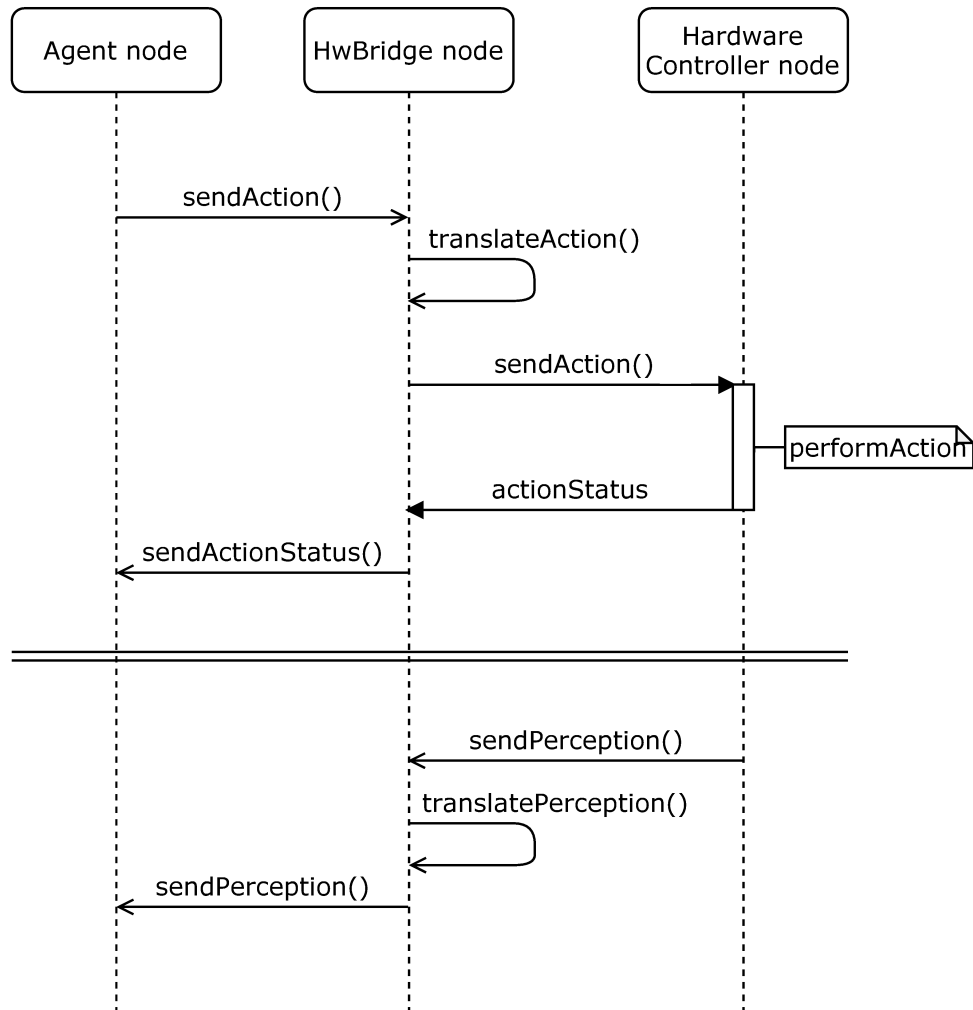 Agent node
HwBridge node
Hardware
Controller node
sendAction()
translateAction()
sendAction()
performAction
actionStatus
sendActionStatus()
sendPerception()
translatePerception()
sendPerception()